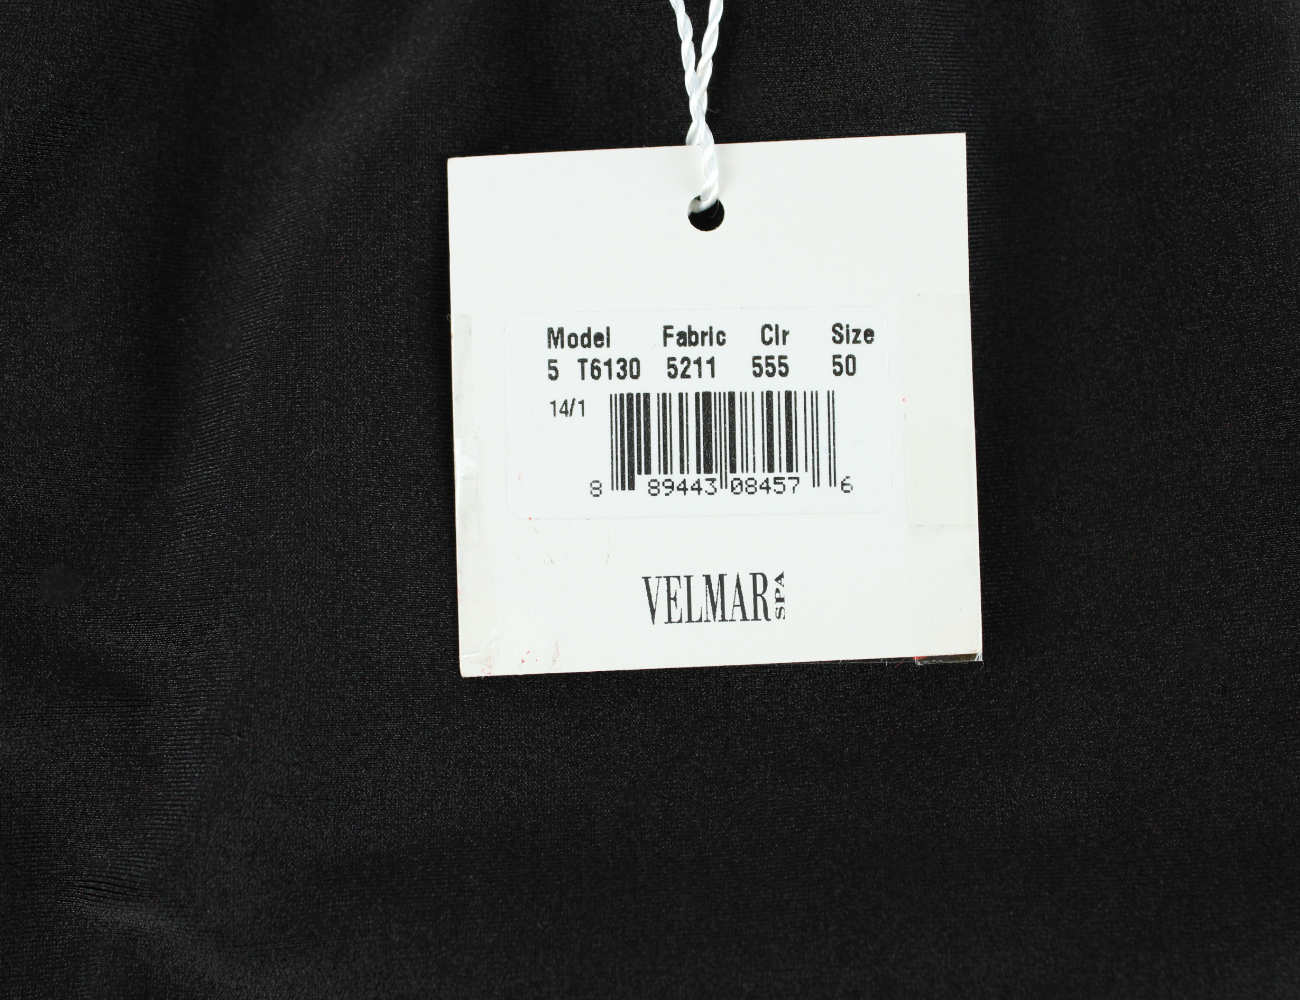 Model Fabric Clr Size
5 T6130 5211 555 50
14/1
8 89443 08457 6
VELMAR SPA